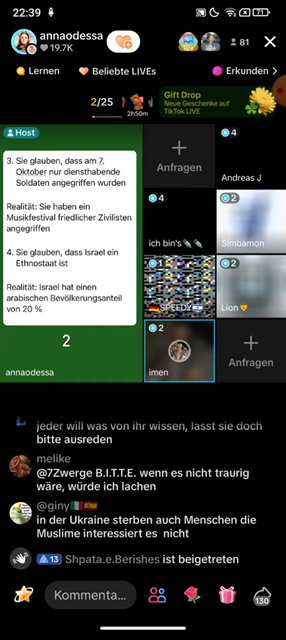 22:39
71
annaodessa
19.7K
81
Lernen
Beliebte LIVEs
Erkunden
2/25
2h50m
Gift Drop
Neue Geschenke auf
TikTok LIVE
Host
3. Sie glauben, dass am 7.
Oktober nur diensthabende
Soldaten angegriffen wurden
Realität: Sie haben ein
Musikfestival friedlicher Zivilisten
angegriffen
4. Sie glauben, dass Israel ein
Ethnostaat ist
Realität: Israel hat einen
arabischen Bevölkerungsanteil
von 20 %
2
annaodessa
Anfragen
4
Andreas J
4
ich bin's
2
Simbamon
1
SPEEDY
2
Lion
2
imen
Anfragen
jeder will was von ihr wissen, lasst sie doch
bitte ausreden
melike
@7Zwerge B.I.T.T.E. wenn es nicht traurig
wäre, würde ich lachen
@giny
in der Ukraine sterben auch Menschen die
Muslime interessiert es nicht
13 Shpata.e.Berishes ist beigetreten
Kommenta...
130